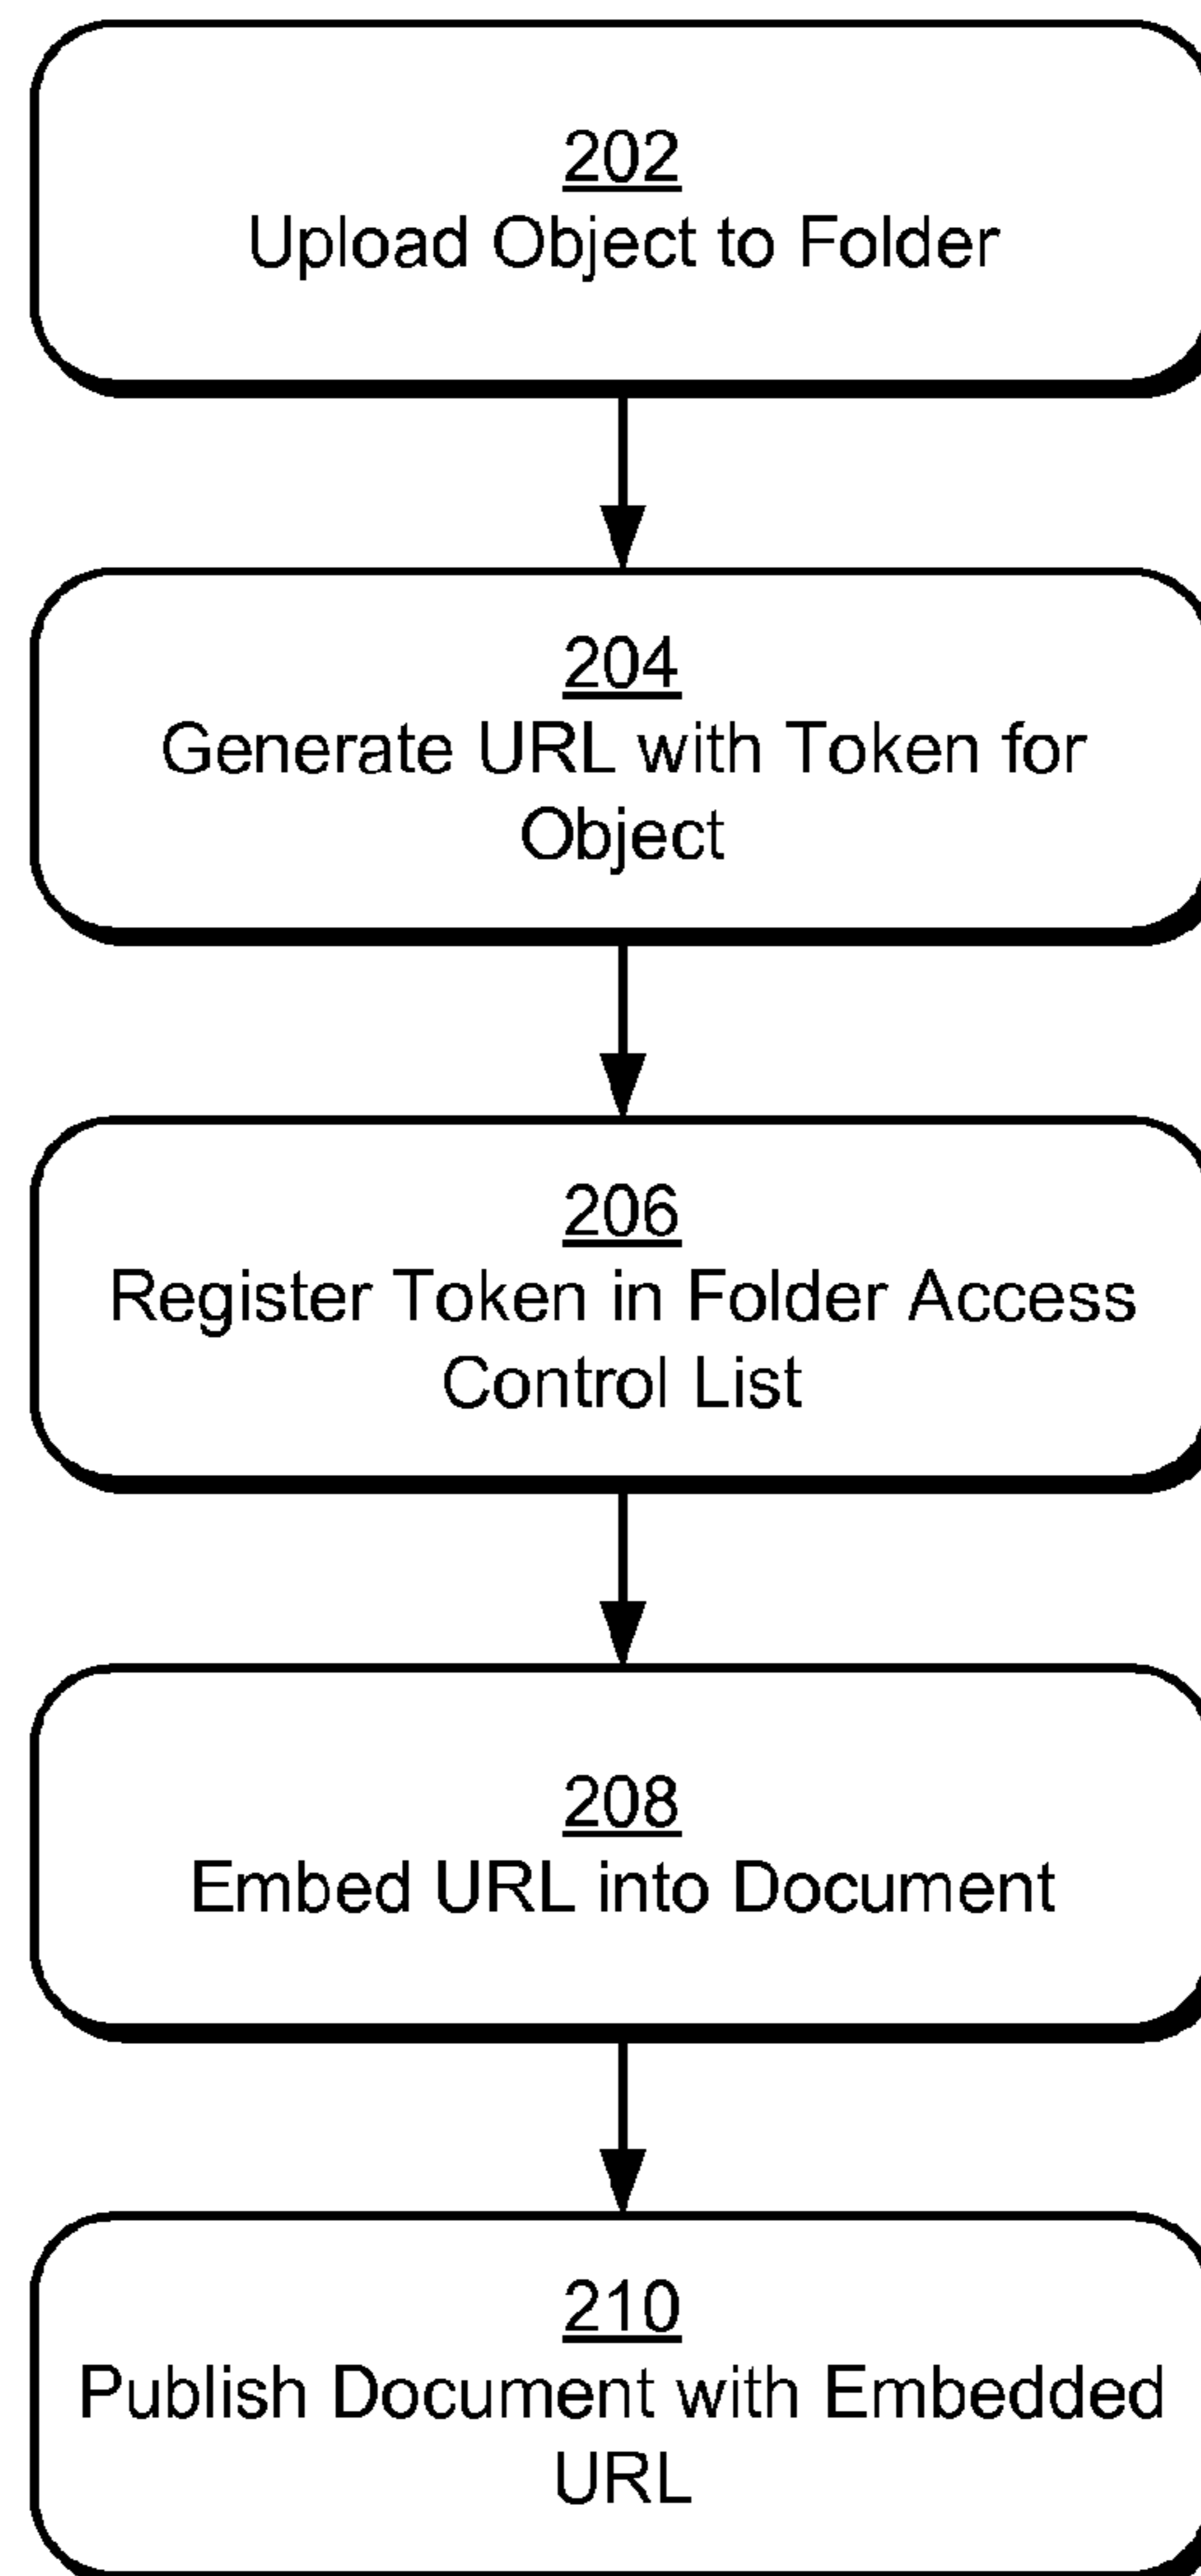 202
Upload Object to Folder
204
Generate URL with Token for
Object
206
Register Token in Folder Access
Control List
208
Embed URL into Document
210
Publish Document with Embedded
URL